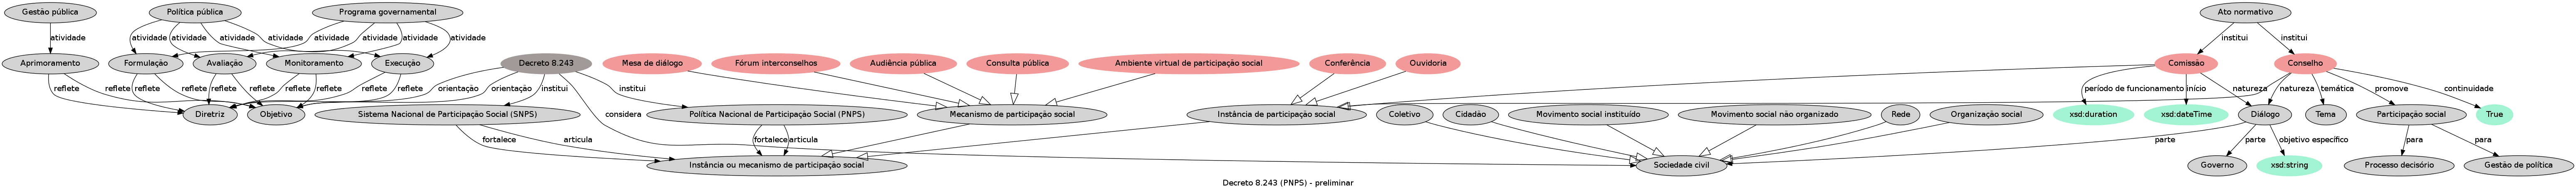 Gestão pública
Política pública
Programa governamental
Ato normativo
atividade
atividade
atividade
atividade
atividade
atividade
atividade
atividade
atividade
institui
institui
Aprimoramento
Formulação
Avaliação
Monitoramento
Execução
Decreto 8.243
Mesa de diálogo
Fórum interconselhos
Audiência pública
Consulta pública
Ambiente virtual de participação social
Conferência
Ouvidoria
Comissão
Conselho
reflete
reflete
reflete
reflete
reflete
reflete
reflete
reflete
reflete
reflete
orientação
orientação
institui
institui
considera
período de funcionamento
início
natureza
natureza
temática
promove
continuidade
Diretriz
Objetivo
Sistema Nacional de Participação Social (SNPS)
Política Nacional de Participação Social (PNPS)
Mecanismo de participação social
Instância de participação social
Coletivo
Cidadão
Movimento social instituído
Movimento social não organizado
Rede
Organização social
xsd:duration
xsd:dateTime
Diálogo
Tema
Participação social
True
fortalece
articula
fortalece
articula
parte
parte
objetivo específico
para
para
Instância ou mecanismo de participação social
Sociedade civil
Governo
xsd:string
Processo decisório
Gestão de política
Decreto 8.243 (PNPS) - preliminar